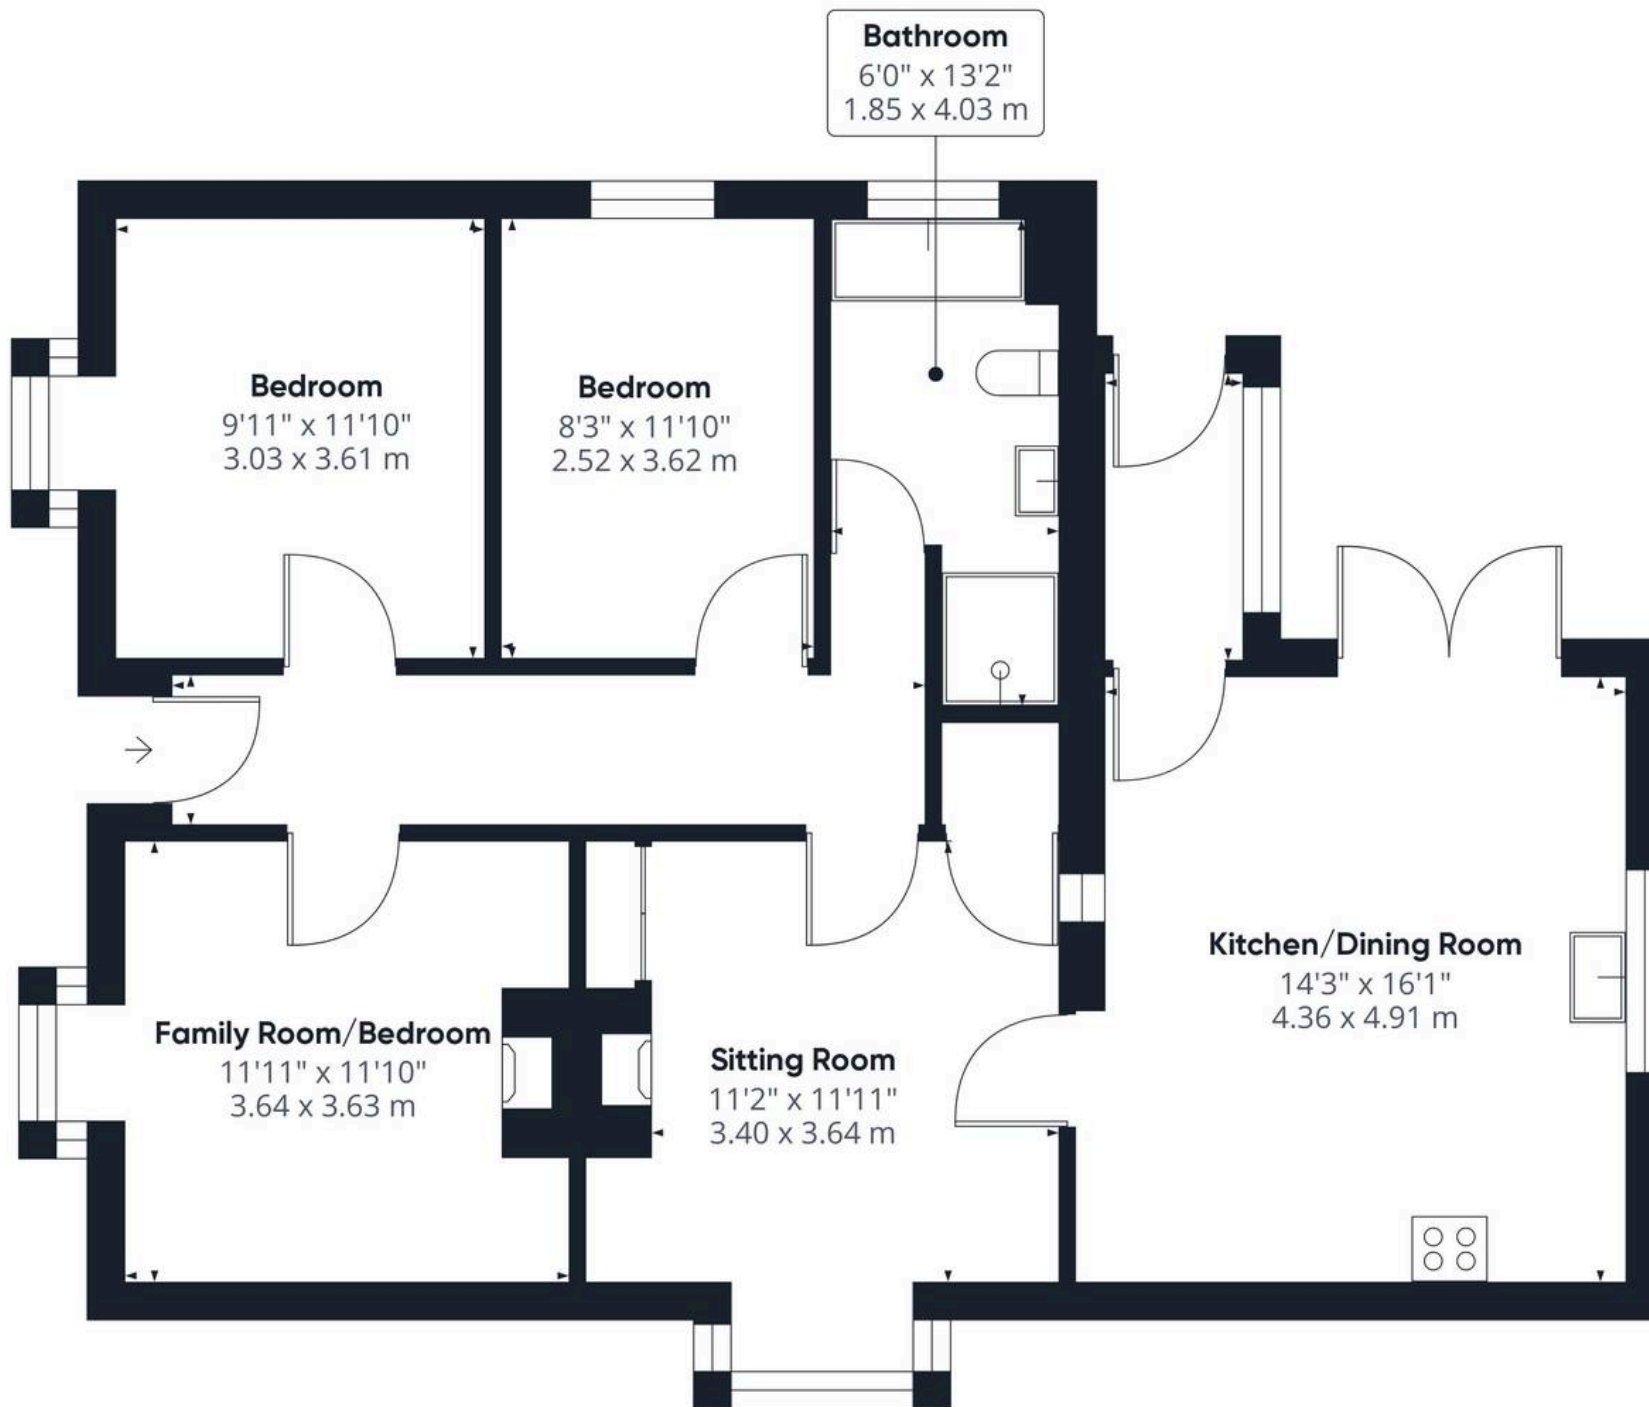 Bathroom
6'0" x 13'2"
1.85 x 4.03 m
Bedroom
9'11" x 11'10"
3.03 x 3.61 m
Bedroom
8'3" x 11'10"
2.52 x 3.62 m
Kitchen/Dining Room
14'3" x 16'1"
4.36 x 4.91 m
Family Room/Bedroom
11'11" x 11'10"
3.64 x 3.63 m
Sitting Room
11'2" x 11'11"
3.40 x 3.64 m